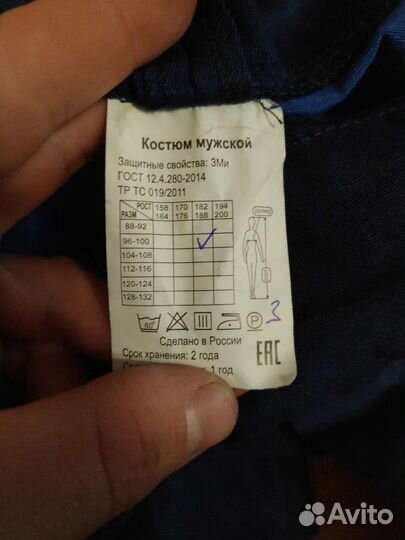 Костюм мужской
Защитные свойства: ЗМи
ГОСТ 12.4.280-2014
ТР ТС 019/2011
РОСТ 158 170 182 194
РАЗМ 164 176 188 200
88-92
96-100 ✓
104-108
112-116
120-124
128-132
размер
рост
60°
P
3
Сделано в России
Срок хранения: 2 года
1 год
EAC
Avito